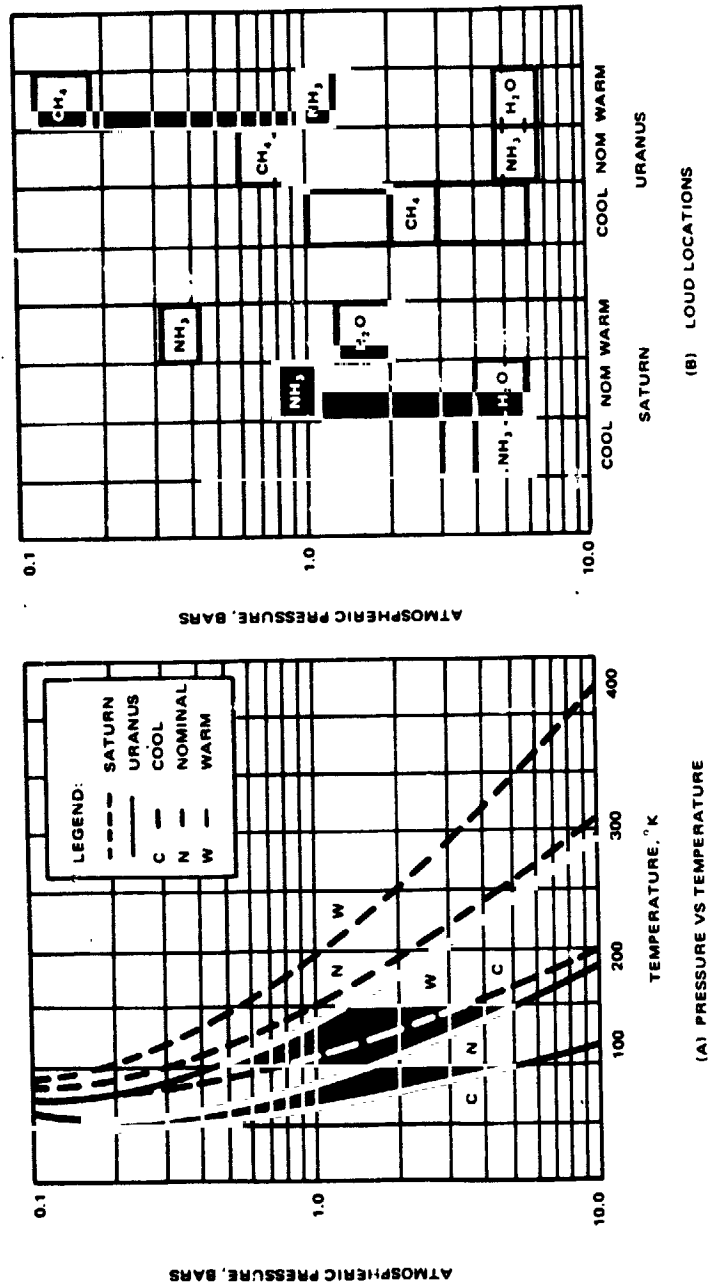 ATMOSPHERIC PRESSURE, BARS
0.1
1.0
10.0
LEGEND:
SATURN
URANUS
C COOL
N NOMINAL
W WARM
W
N
W
C
N
C
100
200
300
400
TEMPERATURE, °K
(A) PRESSURE VS TEMPERATURE
ATMOSPHERIC PRESSURE, BARS
0.1
1.0
10.0
NH₃ - H₂O
NH₃
NH₃
H₂O
CH₄
CH₄
CH₄
NH₃
NH₃ H₂O
COOL NOM WARM
SATURN
COOL NOM WARM
URANUS
(B) LOUD LOCATIONS